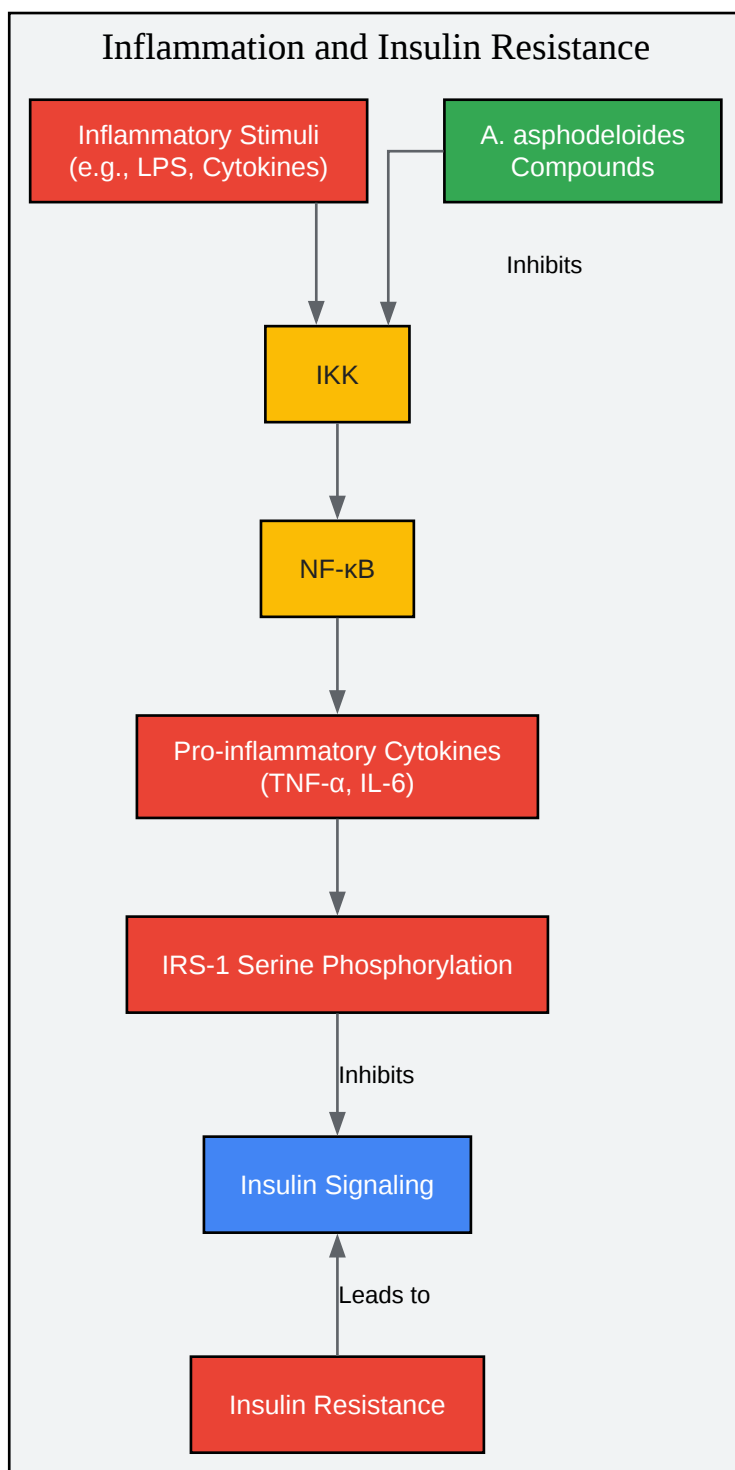 Inflammation and Insulin Resistance
Inflammatory Stimuli
(e.g., LPS, Cytokines)
A. asphodeloides
Compounds
Inhibits
IKK
NF-κB
Pro-inflammatory Cytokines
(TNF-α, IL-6)
IRS-1 Serine Phosphorylation
Inhibits
Insulin Signaling
Leads to
Insulin Resistance